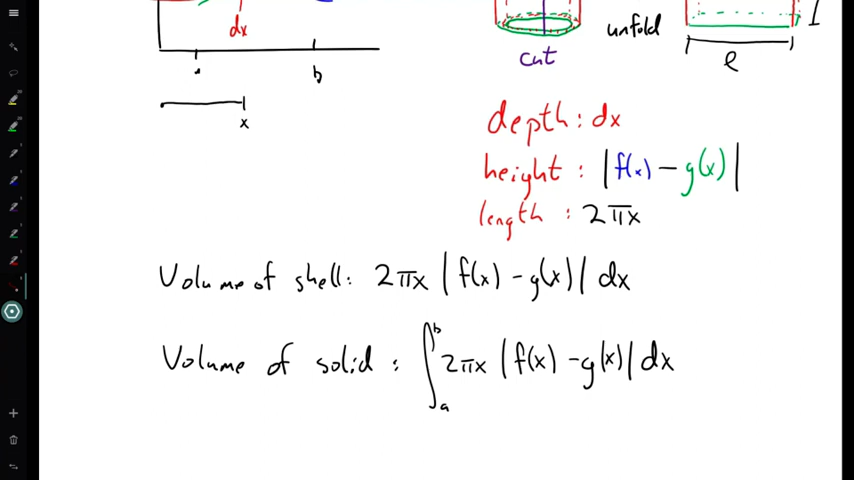 dx
unfold
cut
l
a
b
x
depth: dx
height: |f(x) - g(x)|
length: 2πx
Volume of shell: 2πx |f(x) - g(x)| dx
Volume of solid: ∫_a^b 2πx |f(x) - g(x)| dx